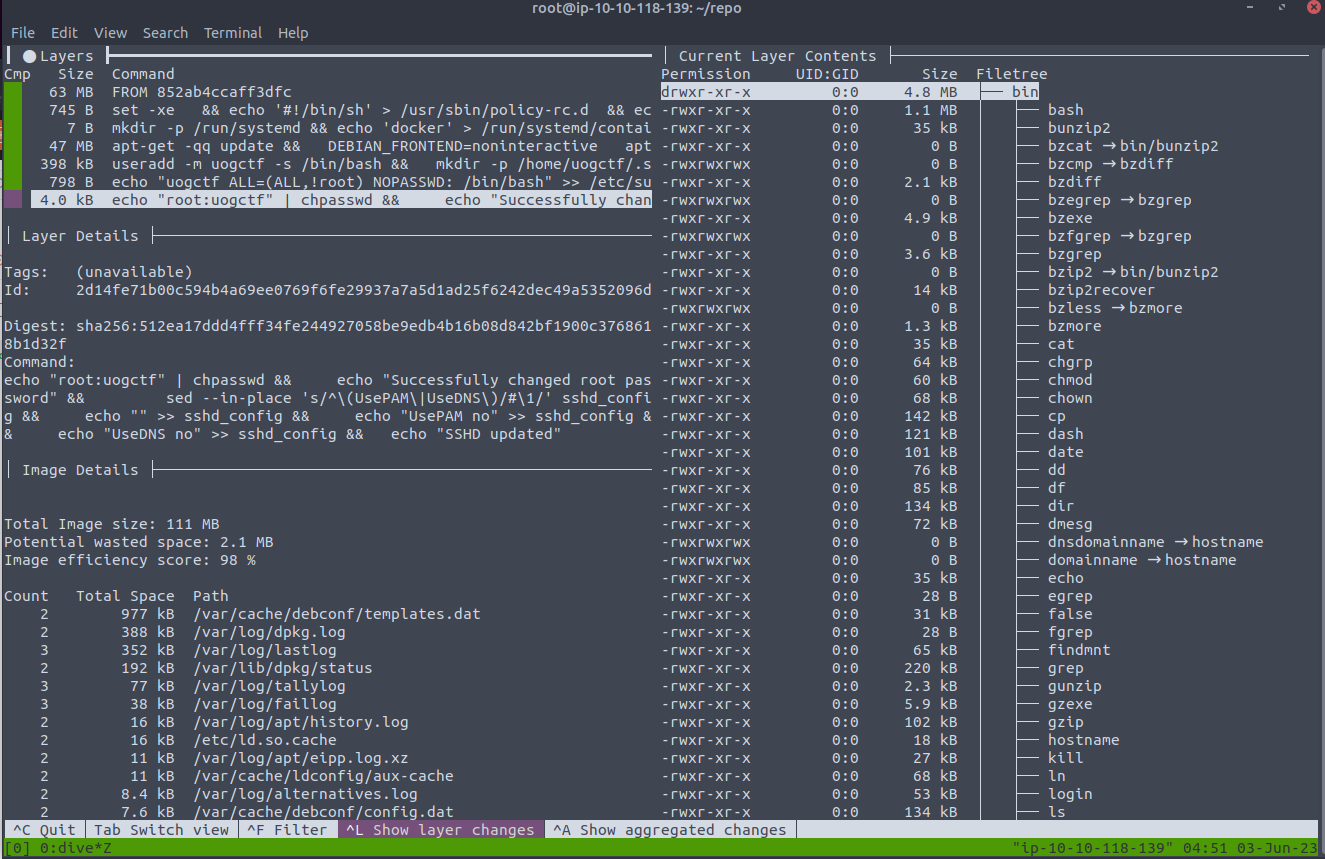 root@ip-10-10-118-139: ~/repo
File Edit View Search Terminal Help
│ ●Layers ├
Cmp Size Command
63 MB FROM 852ab4ccaff3dfc
745 B set -xe && echo '#!/bin/sh' > /usr/sbin/policy-rc.d && ec
7 B mkdir -p /run/systemd && echo 'docker' > /run/systemd/contai
47 MB apt-get -qq update && DEBIAN_FRONTEND=noninteractive apt
398 kB useradd -m uogctf -s /bin/bash && mkdir -p /home/uogctf/.s
798 B echo "uogctf ALL=(ALL,!root) NOPASSWD: /bin/bash" >> /etc/su
4.0 kB echo "root:uogctf" | chpasswd && echo "Successfully chan
│ Layer Details ├
Tags: (unavailable)
Id: 2d14fe71b00c594b4a69ee0769f6fe29937a7a5d1ad25f6242dec49a5352096d
Digest: sha256:512ea17ddd4fff34fe244927058be9edb4b16b08d842bf1900c376861
8b1d32f
Command:
echo "root:uogctf" | chpasswd && echo "Successfully changed root pas
sword" && sed --in-place 's/^\(UsePAM\|UseDNS\)/#\1/' sshd_confi
g && echo "" >> sshd_config && echo "UsePAM no" >> sshd_config &
& echo "UseDNS no" >> sshd_config && echo "SSHD updated"
│ Image Details ├
Total Image size: 111 MB
Potential wasted space: 2.1 MB
Image efficiency score: 98 %
Count Total Space Path
2 977 kB /var/cache/debconf/templates.dat
2 388 kB /var/log/dpkg.log
3 352 kB /var/log/lastlog
2 192 kB /var/lib/dpkg/status
3 77 kB /var/log/tallylog
3 38 kB /var/log/faillog
2 16 kB /var/log/apt/history.log
2 16 kB /etc/ld.so.cache
2 11 kB /var/log/apt/eipp.log.xz
2 11 kB /var/cache/ldconfig/aux-cache
2 8.4 kB /var/log/alternatives.log
2 7.6 kB /var/cache/debconf/config.dat
│ Current Layer Contents ├
Permission UID:GID Size Filetree
drwxr-xr-x 0:0 4.8 MB ├── bin
-rwxr-xr-x 0:0 1.1 MB │ ├── bash
-rwxr-xr-x 0:0 35 kB │ ├── bunzip2
-rwxr-xr-x 0:0 0 B │ ├── bzcat → bin/bunzip2
-rwxrwxrwx 0:0 0 B │ ├── bzcmp → bzdiff
-rwxr-xr-x 0:0 2.1 kB │ ├── bzdiff
-rwxrwxrwx 0:0 0 B │ ├── bzegrep → bzgrep
-rwxr-xr-x 0:0 4.9 kB │ ├── bzexe
-rwxrwxrwx 0:0 0 B │ ├── bzfgrep → bzgrep
-rwxr-xr-x 0:0 3.6 kB │ ├── bzgrep
-rwxr-xr-x 0:0 0 B │ ├── bzip2 → bin/bunzip2
-rwxr-xr-x 0:0 14 kB │ ├── bzip2recover
-rwxrwxrwx 0:0 0 B │ ├── bzless → bzmore
-rwxr-xr-x 0:0 1.3 kB │ ├── bzmore
-rwxr-xr-x 0:0 35 kB │ ├── cat
-rwxr-xr-x 0:0 64 kB │ ├── chgrp
-rwxr-xr-x 0:0 60 kB │ ├── chmod
-rwxr-xr-x 0:0 68 kB │ ├── chown
-rwxr-xr-x 0:0 142 kB │ ├── cp
-rwxr-xr-x 0:0 121 kB │ ├── dash
-rwxr-xr-x 0:0 101 kB │ ├── date
-rwxr-xr-x 0:0 76 kB │ ├── dd
-rwxr-xr-x 0:0 85 kB │ ├── df
-rwxr-xr-x 0:0 134 kB │ ├── dir
-rwxr-xr-x 0:0 72 kB │ ├── dmesg
-rwxrwxrwx 0:0 0 B │ ├── dnsdomainname → hostname
-rwxrwxrwx 0:0 0 B │ ├── domainname → hostname
-rwxr-xr-x 0:0 35 kB │ ├── echo
-rwxr-xr-x 0:0 28 B │ ├── egrep
-rwxr-xr-x 0:0 31 kB │ ├── false
-rwxr-xr-x 0:0 28 B │ ├── fgrep
-rwxr-xr-x 0:0 65 kB │ ├── findmnt
-rwxr-xr-x 0:0 220 kB │ ├── grep
-rwxr-xr-x 0:0 2.3 kB │ ├── gunzip
-rwxr-xr-x 0:0 5.9 kB │ ├── gzexe
-rwxr-xr-x 0:0 102 kB │ ├── gzip
-rwxr-xr-x 0:0 18 kB │ ├── hostname
-rwxr-xr-x 0:0 27 kB │ ├── kill
-rwxr-xr-x 0:0 68 kB │ ├── ln
-rwxr-xr-x 0:0 53 kB │ ├── login
-rwxr-xr-x 0:0 134 kB │ ├── ls
^C Quit │ Tab Switch view │ ^F Filter │ ^L Show layer changes │ ^A Show aggregated changes │
[0] 0:dive*Z "ip-10-10-118-139" 04:51 03-Jun-23